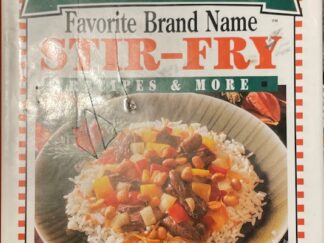 Favorite Brand Name
STIR-FRY
RECIPES & MORE